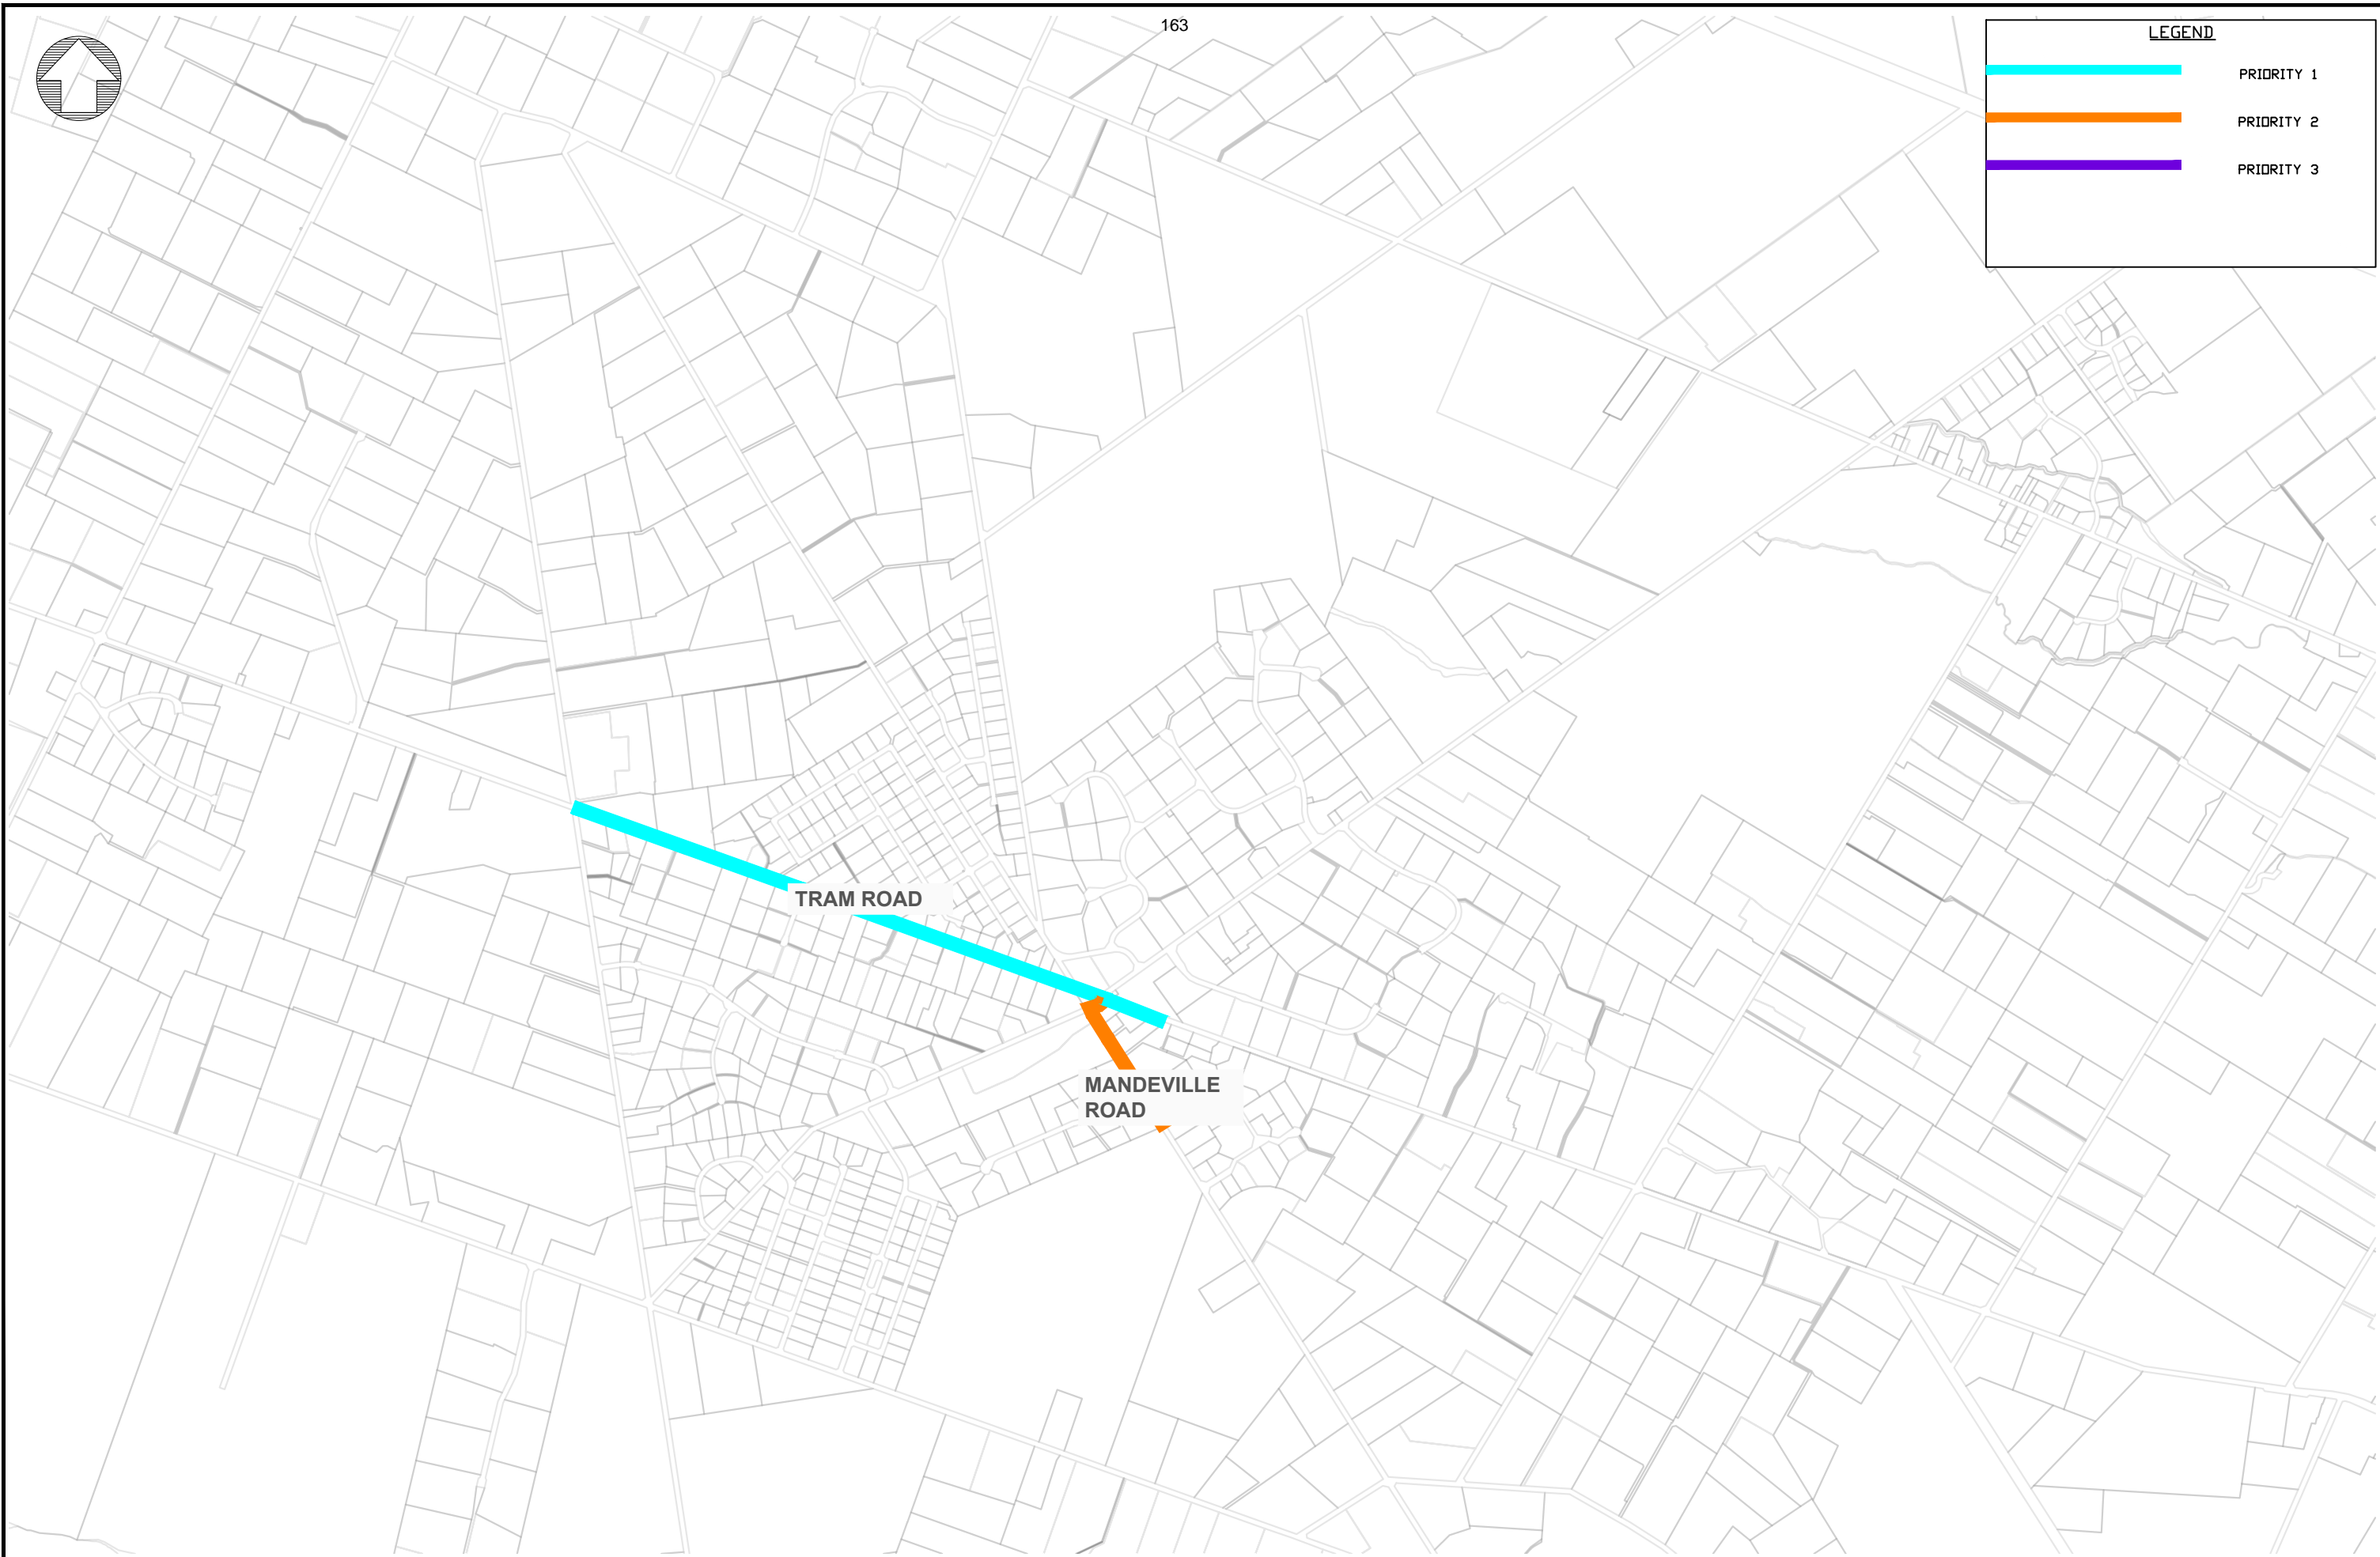 163
LEGEND
PRIORITY 1
PRIORITY 2
PRIORITY 3
TRAM ROAD
MANDEVILLE
ROAD